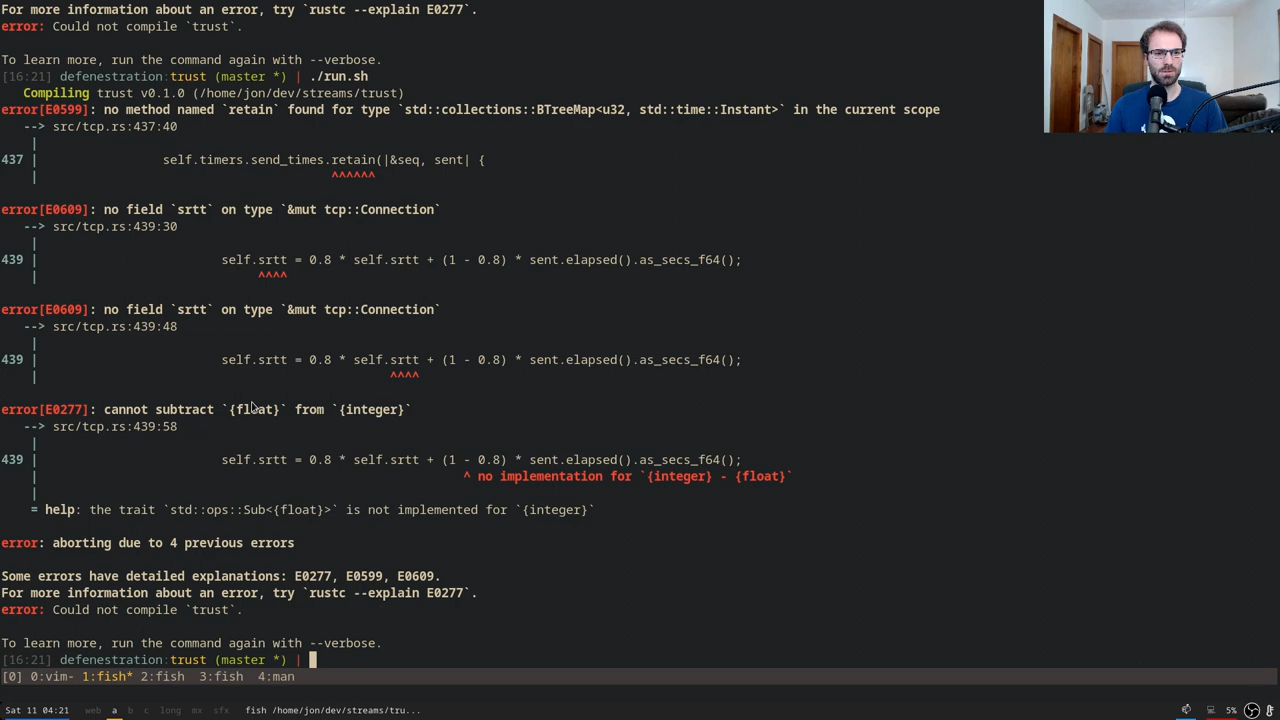 For more information about an error, try `rustc --explain E0277`.
error: Could not compile `trust`.
To learn more, run the command again with --verbose.
[16:21] defenestration:trust (master *) | ./run.sh
   Compiling trust v0.1.0 (/home/jon/dev/streams/trust)
error[E0599]: no method named `retain` found for type `std::collections::BTreeMap<u32, std::time::Instant>` in the current scope
   --> src/tcp.rs:437:40
    |
437 |                 self.timers.send_times.retain(|&seq, sent| {
    |                                        ^^^^^^
error[E0609]: no field `srtt` on type `&mut tcp::Connection`
   --> src/tcp.rs:439:30
    |
439 |                         self.srtt = 0.8 * self.srtt + (1 - 0.8) * sent.elapsed().as_secs_f64();
    |                              ^^^^
error[E0609]: no field `srtt` on type `&mut tcp::Connection`
   --> src/tcp.rs:439:48
    |
439 |                         self.srtt = 0.8 * self.srtt + (1 - 0.8) * sent.elapsed().as_secs_f64();
    |                                                ^^^^
error[E0277]: cannot subtract `{float}` from `{integer}`
   --> src/tcp.rs:439:58
    |
439 |                         self.srtt = 0.8 * self.srtt + (1 - 0.8) * sent.elapsed().as_secs_f64();
    |                                                          ^ no implementation for `{integer} - {float}`
    |
    = help: the trait `std::ops::Sub<{float}>` is not implemented for `{integer}`
error: aborting due to 4 previous errors
Some errors have detailed explanations: E0277, E0599, E0609.
For more information about an error, try `rustc --explain E0277`.
error: Could not compile `trust`.
To learn more, run the command again with --verbose.
[16:21] defenestration:trust (master *) |
[0] 0:vim- 1:fish* 2:fish  3:fish  4:man
Sat 11 04:21 web a b c long mx sfx fish /home/jon/dev/streams/tru... 5%